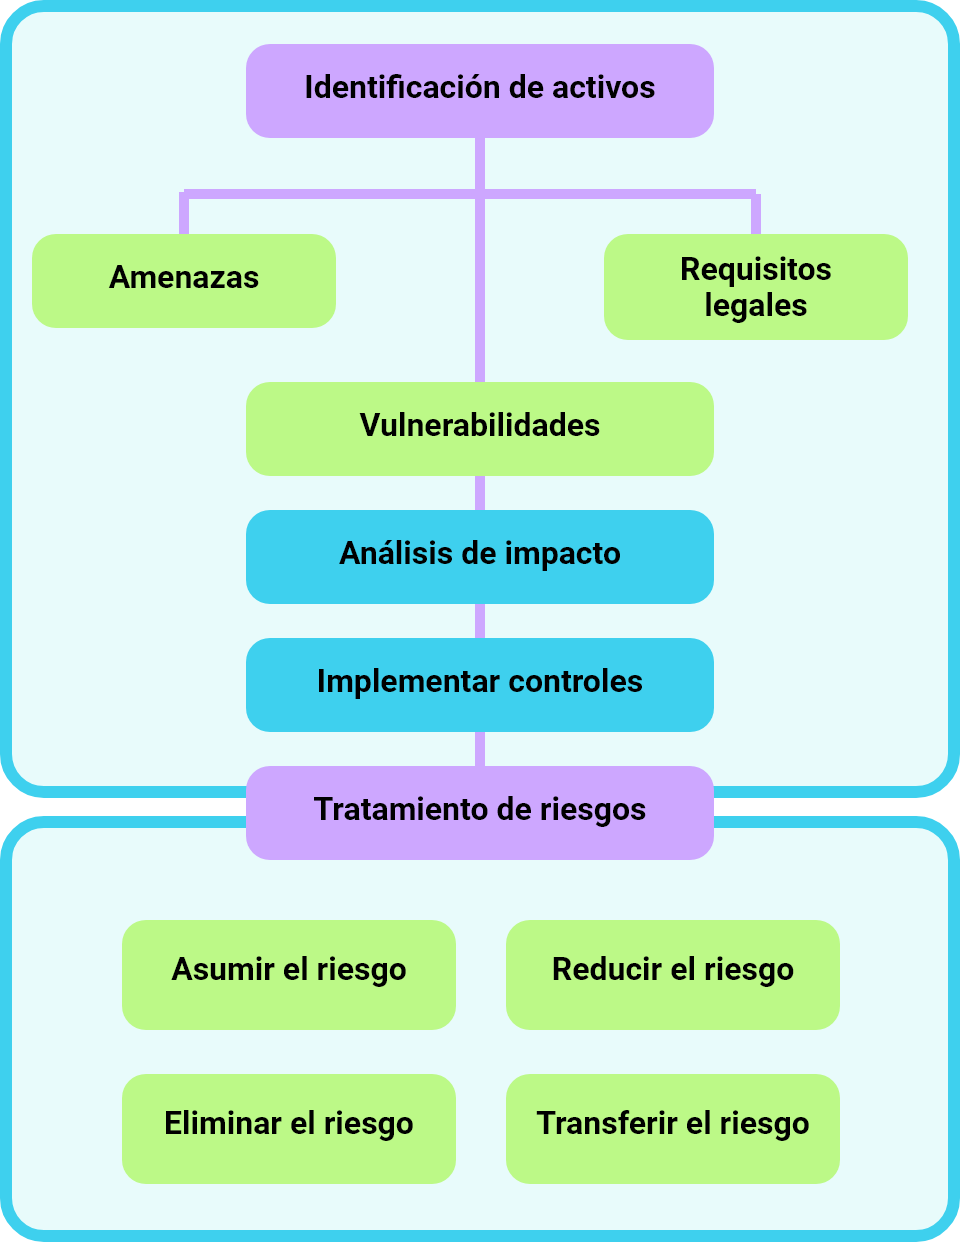 Identificación de activos
Amenazas
Requisitos
legales
Vulnerabilidades
Análisis de impacto
Implementar controles
Tratamiento de riesgos
Asumir el riesgo
Reducir el riesgo
Eliminar el riesgo
Transferir el riesgo